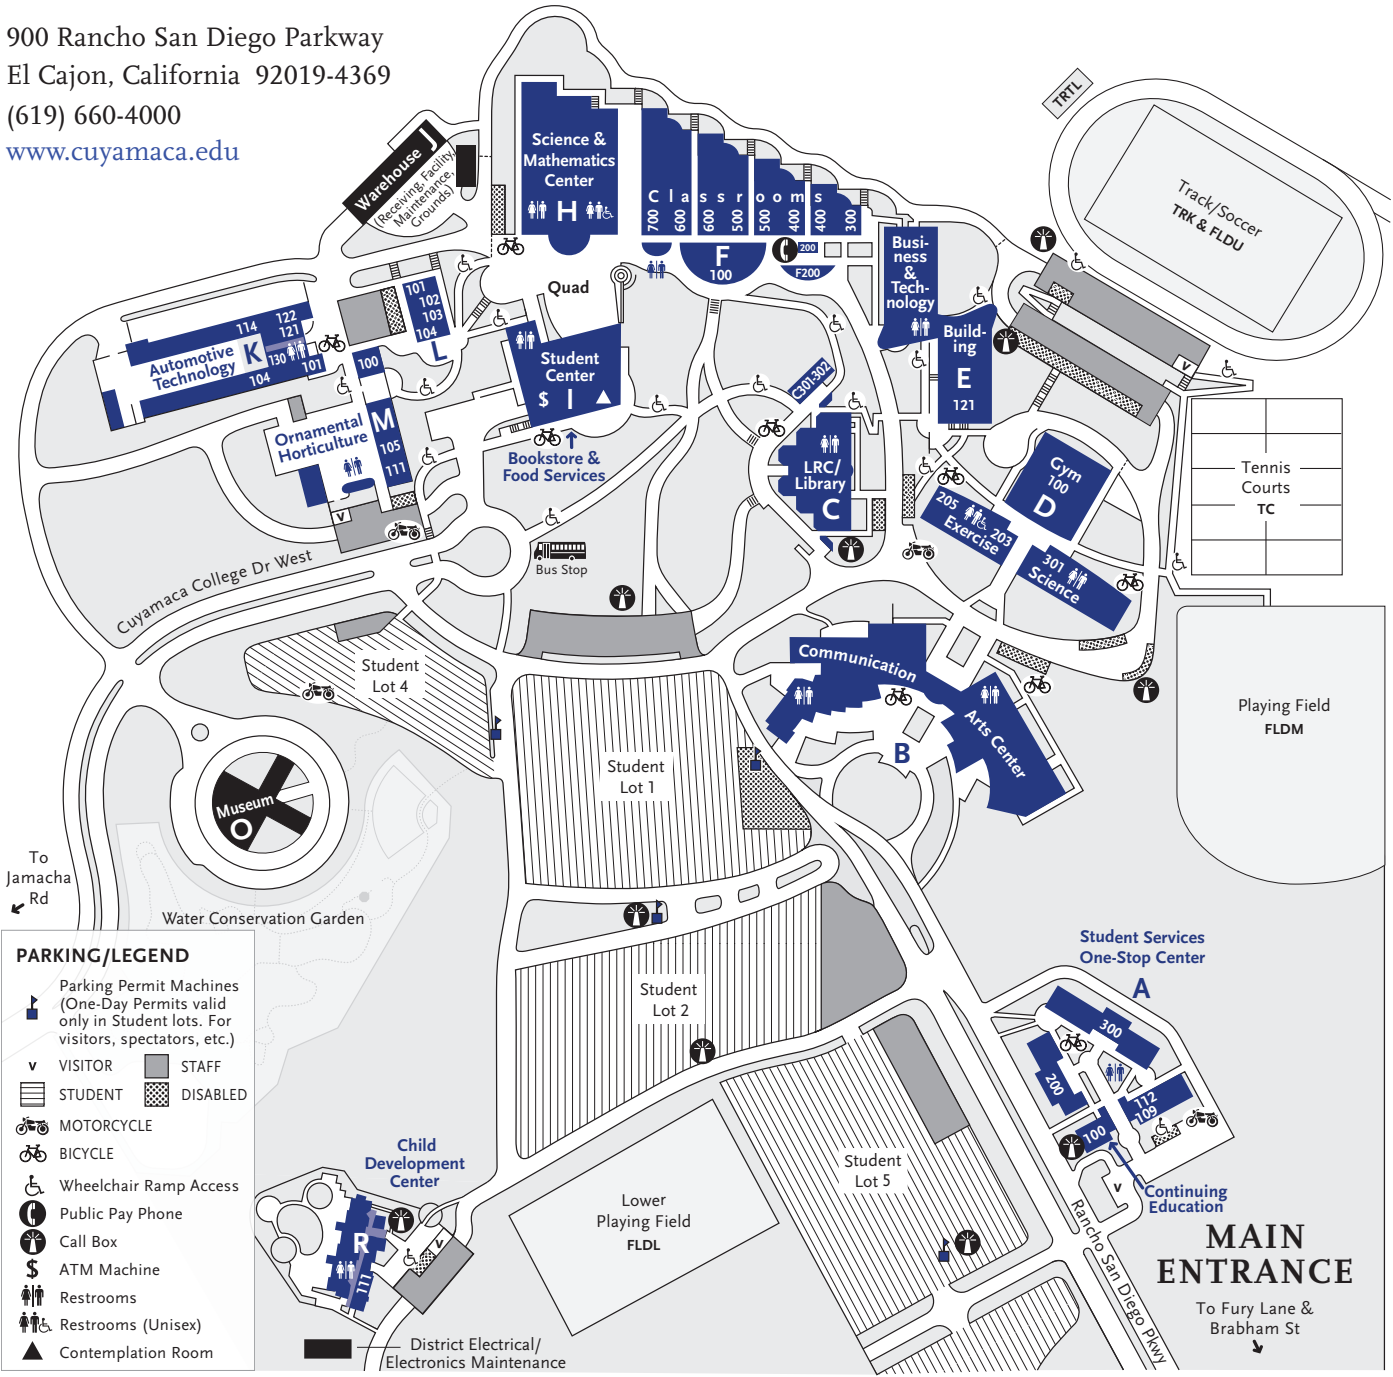 900 Rancho San Diego Parkway
El Cajon, California  92019-4369
(619) 660-4000
www.cuyamaca.edu
TRTL
Warehouse J
(Receiving, Facility,
Maintenance,
Grounds)
Science &
Mathematics
Center
H
Classrooms
700
600
600
500
500
400
400
300
F
100
200
F200
Track/Soccer
TRK & FLDU
Quad
Busi-
ness
&
Tech-
nology
Build-
ing
E
121
101
102
103
104
L
114
122
121
Automotive
Technology
K
130
104
101
100
Student
Center
$ I
C301-302
Ornamental
Horticulture
M
105
111
V
V
Bookstore &
Food Services
LRC/
Library
C
Gym
100
D
205
203
Exercise
301
Science
Tennis
Courts
TC
Cuyamaca College Dr West
Bus Stop
Student
Lot 4
Communication
Arts Center
B
Playing Field
FLDM
Student
Lot 1
Museum
O
To
Jamacha
Rd
Water Conservation Garden
Student
Lot 2
Student Services
One-Stop Center
A
300
200
112
109
100
V
Continuing
Education
PARKING/LEGEND
Parking Permit Machines
(One-Day Permits valid
only in Student lots. For
visitors, spectators, etc.)
V VISITOR
STAFF
STUDENT
DISABLED
MOTORCYCLE
BICYCLE
Wheelchair Ramp Access
Public Pay Phone
Call Box
$ ATM Machine
Restrooms
Restrooms (Unisex)
Contemplation Room
Child
Development
Center
R
111
V
Lower
Playing Field
FLDL
Student
Lot 5
Rancho San Diego Pkwy
MAIN
ENTRANCE
To Fury Lane &
Brabham St
District Electrical/
Electronics Maintenance